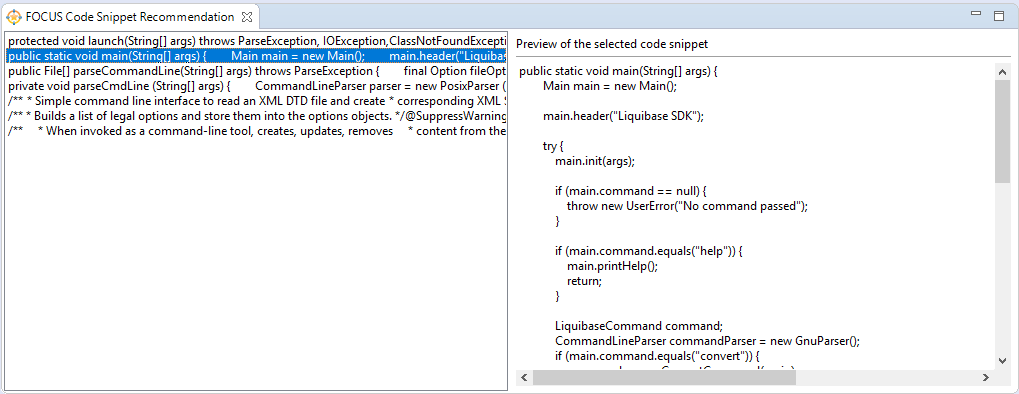 FOCUS Code Snippet Recommendation
protected void launch(String[] args) throws ParseException, IOException,ClassNotFoundExcepti
public static void main(String[] args) { Main main = new Main(); main.header("Liquibas
public File[] parseCommandLine(String[] args) throws ParseException { final Option fileOpt
private void parseCmdLine (String[] args) { CommandLineParser parser = new PosixParser (
/** * Simple command line interface to read an XML DTD file and create * corresponding XML S
/** * Builds a list of legal options and store them into the options objects. */@SuppressWarning
/** * When invoked as a command-line tool, creates, updates, removes * content from the
Preview of the selected code snippet
public static void main(String[] args) {
Main main = new Main();
main.header("Liquibase SDK");
try {
main.init(args);
if (main.command == null) {
throw new UserError("No command passed");
}
if (main.command.equals("help")) {
main.printHelp();
return;
}
LiquibaseCommand command;
CommandLineParser commandParser = new GnuParser();
if (main.command.equals("convert")) {